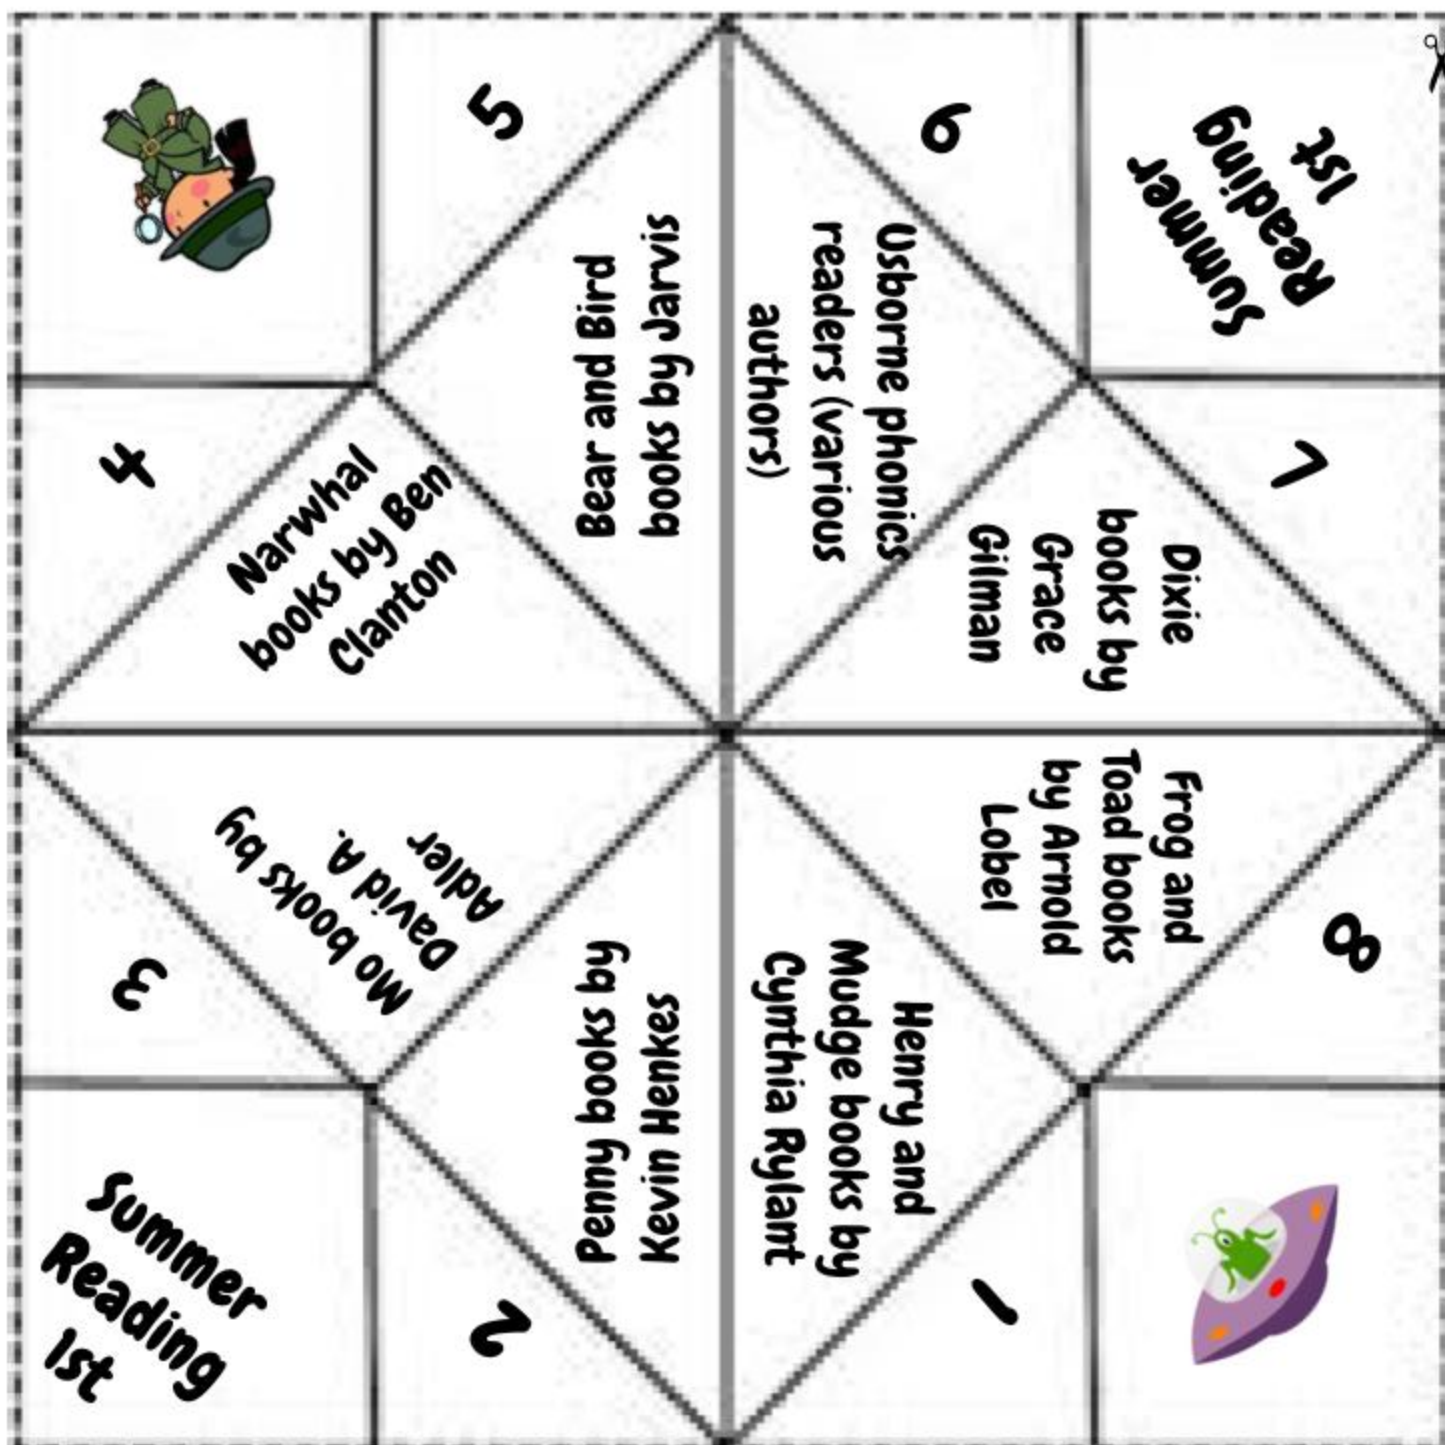 5
6
Summer
Reading
1st
Bear and Bird
books by Jarvis
Usborne phonics
readers (various
authors)
4
Narwhal
books by Ben
Clanton
7
Dixie
books by
Grace
Gilman
3
Mo books by
David A.
Adler
Frog and
Toad books
by Arnold
Lobel
8
Penny books by
Kevin Henkes
Henry and
Mudge books by
Cynthia Rylant
Summer
Reading
1st
2
1